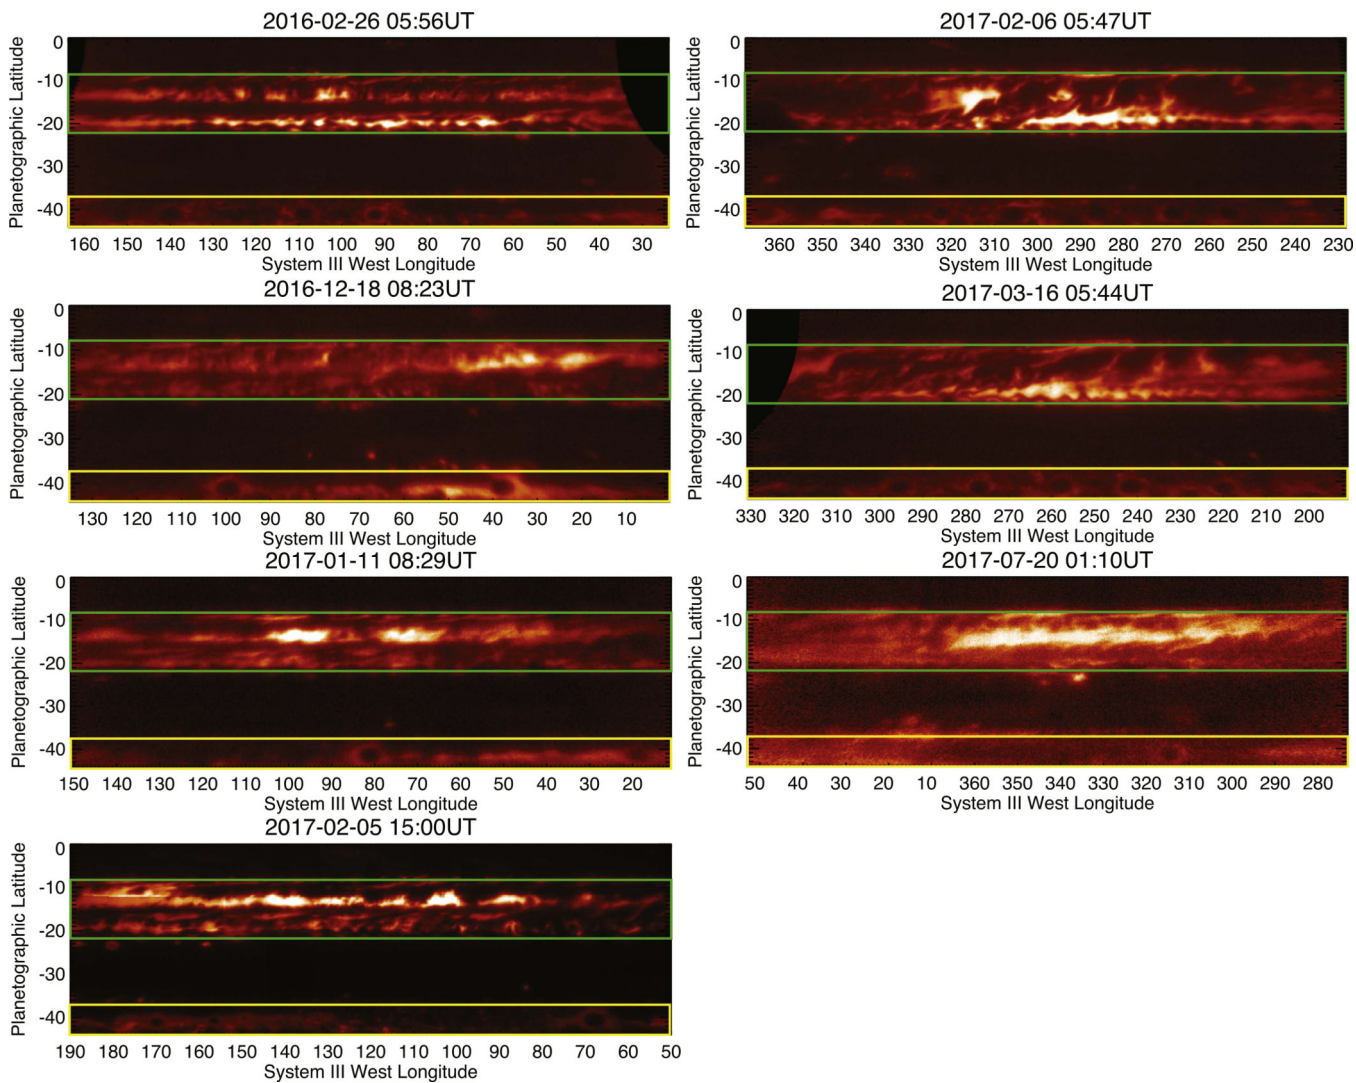 2016-02-26 05:56UT
Planetographic Latitude
0
-10
-20
-30
-40
160 150 140 130 120 110 100 90 80 70 60 50 40 30
System III West Longitude
2017-02-06 05:47UT
Planetographic Latitude
0
-10
-20
-30
-40
360 350 340 330 320 310 300 290 280 270 260 250 240 230
System III West Longitude
2016-12-18 08:23UT
Planetographic Latitude
0
-10
-20
-30
-40
130 120 110 100 90 80 70 60 50 40 30 20 10
System III West Longitude
2017-03-16 05:44UT
Planetographic Latitude
0
-10
-20
-30
-40
330 320 310 300 290 280 270 260 250 240 230 220 210 200
System III West Longitude
2017-01-11 08:29UT
Planetographic Latitude
0
-10
-20
-30
-40
150 140 130 120 110 100 90 80 70 60 50 40 30 20
System III West Longitude
2017-07-20 01:10UT
Planetographic Latitude
0
-10
-20
-30
-40
50 40 30 20 10 360 350 340 330 320 310 300 290 280
System III West Longitude
2017-02-05 15:00UT
Planetographic Latitude
0
-10
-20
-30
-40
190 180 170 160 150 140 130 120 110 100 90 80 70 60 50
System III West Longitude